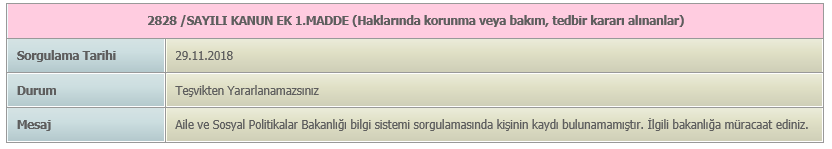 2828 /SAYILI KANUN EK 1.MADDE (Haklarında korunma veya bakım, tedbir kararı alınanlar)
Sorgulama Tarihi 29.11.2018
Durum Teşvikten Yararlanamazsınız
Mesaj Aile ve Sosyal Politikalar Bakanlığı bilgi sistemi sorgulamasında kişinin kaydı bulunamamıştır. İlgili bakanlığa müracaat ediniz.